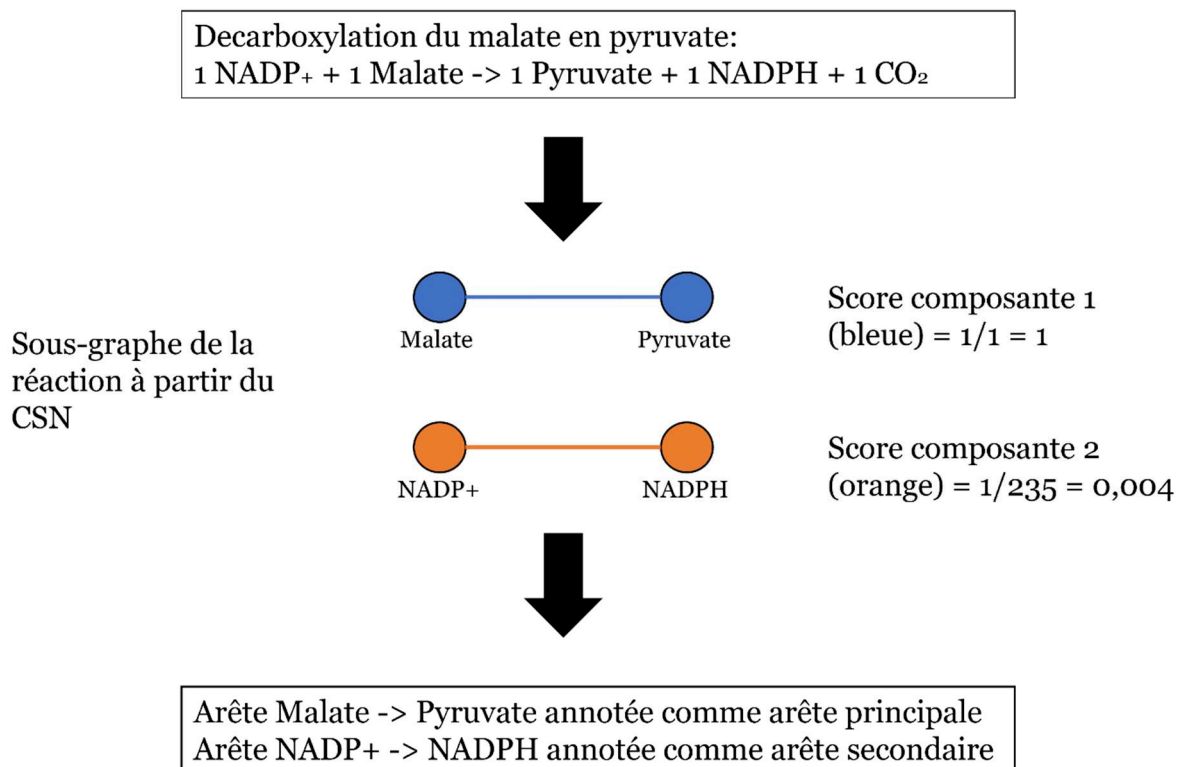 Decarboxylation du malate en pyruvate:
1 NADP+ + 1 Malate -> 1 Pyruvate + 1 NADPH + 1 CO₂
Malate
Pyruvate
Score composante 1
(bleue) = 1/1 = 1
Sous-graphe de la
réaction à partir du
CSN
NADP+
NADPH
Score composante 2
(orange) = 1/235 = 0,004
Arête Malate -> Pyruvate annotée comme arête principale
Arête NADP+ -> NADPH annotée comme arête secondaire